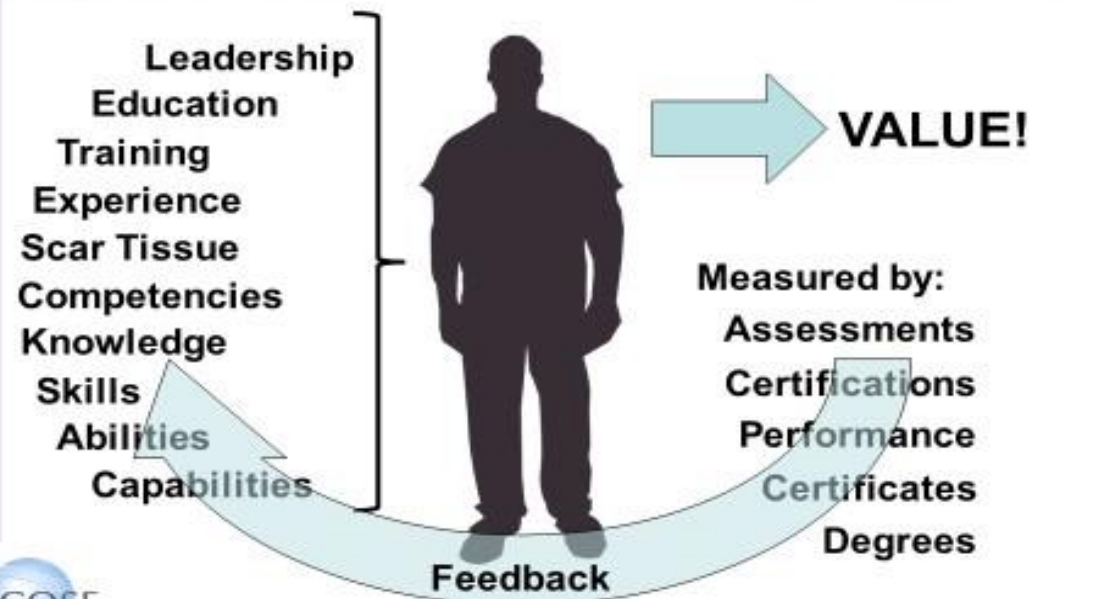 Leadership
Education
Training
Experience
Scar Tissue
Competencies
Knowledge
Skills
Abilities
Capabilities
VALUE!
Measured by:
Assessments
Certifications
Performance
Certificates
Degrees
Feedback